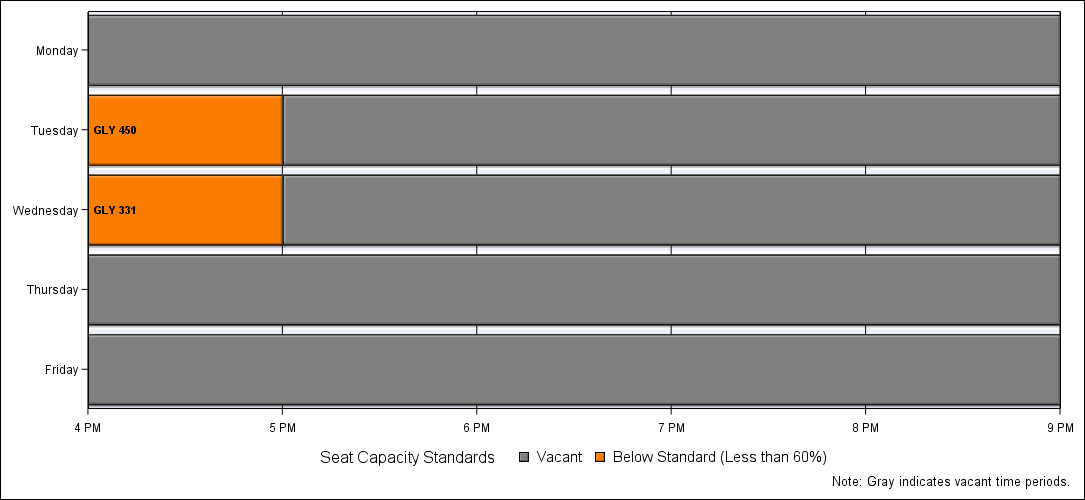 Monday
Tuesday
GLY 450
Wednesday
GLY 331
Thursday
Friday
4 PM 5 PM 6 PM 7 PM 8 PM 9 PM
Seat Capacity Standards Vacant Below Standard (Less than 60%)
Note: Gray indicates vacant time periods.